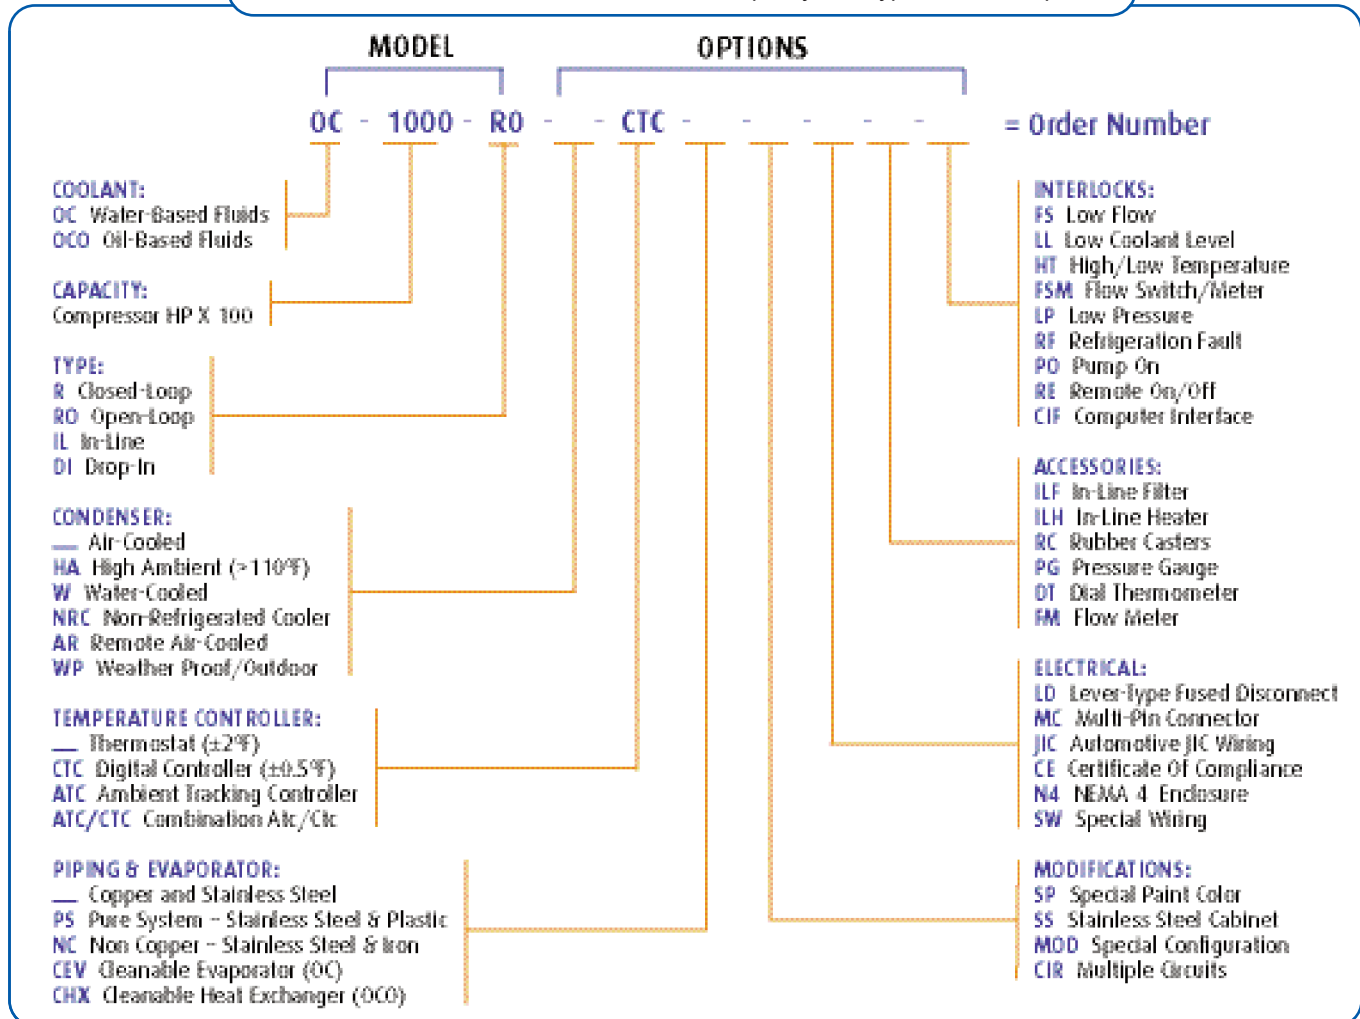 MODEL
OPTIONS
OC - 1000 - RO - - CTC - - - - - = Order Number
COOLANT:
OC Water-Based Fluids
OCO Oil-Based Fluids
CAPACITY:
Compressor HP X 100
TYPE:
R Closed-Loop
RO Open-Loop
IL In-Line
DI Drop-In
CONDENSER:
__ Air-Cooled
HA High Ambient (>110°F)
W Water-Cooled
NRC Non-Refrigerated Cooler
AR Remote Air-Cooled
WP Weather Proof/Outdoor
TEMPERATURE CONTROLLER:
__ Thermostat (±2°F)
CTC Digital Controller (±0.5°F)
ATC Ambient Tracking Controller
ATC/CTC Combination Atc/Ctc
PIPING & EVAPORATOR:
__ Copper and Stainless Steel
PS Pure System – Stainless Steel & Plastic
NC Non Copper – Stainless Steel & Iron
CEV Cleanable Evaporator (OC)
CHX Cleanable Heat Exchanger (OCO)
INTERLOCKS:
FS Low Flow
LL Low Coolant Level
HT High/Low Temperature
FSM Flow Switch/Meter
LP Low Pressure
RF Refrigeration Fault
PO Pump On
RE Remote On/Off
CIF Computer Interface
ACCESSORIES:
ILF In-Line Filter
ILH In-Line Heater
RC Rubber Casters
PG Pressure Gauge
DT Dial Thermometer
FM Flow Meter
ELECTRICAL:
LD Lever-Type Fused Disconnect
MC Multi-Pin Connector
JIC Automotive JIC Wiring
CE Certificate Of Compliance
N4 NEMA 4 Enclosure
SW Special Wiring
MODIFICATIONS:
SP Special Paint Color
SS Stainless Steel Cabinet
MOD Special Configuration
CIR Multiple Circuits